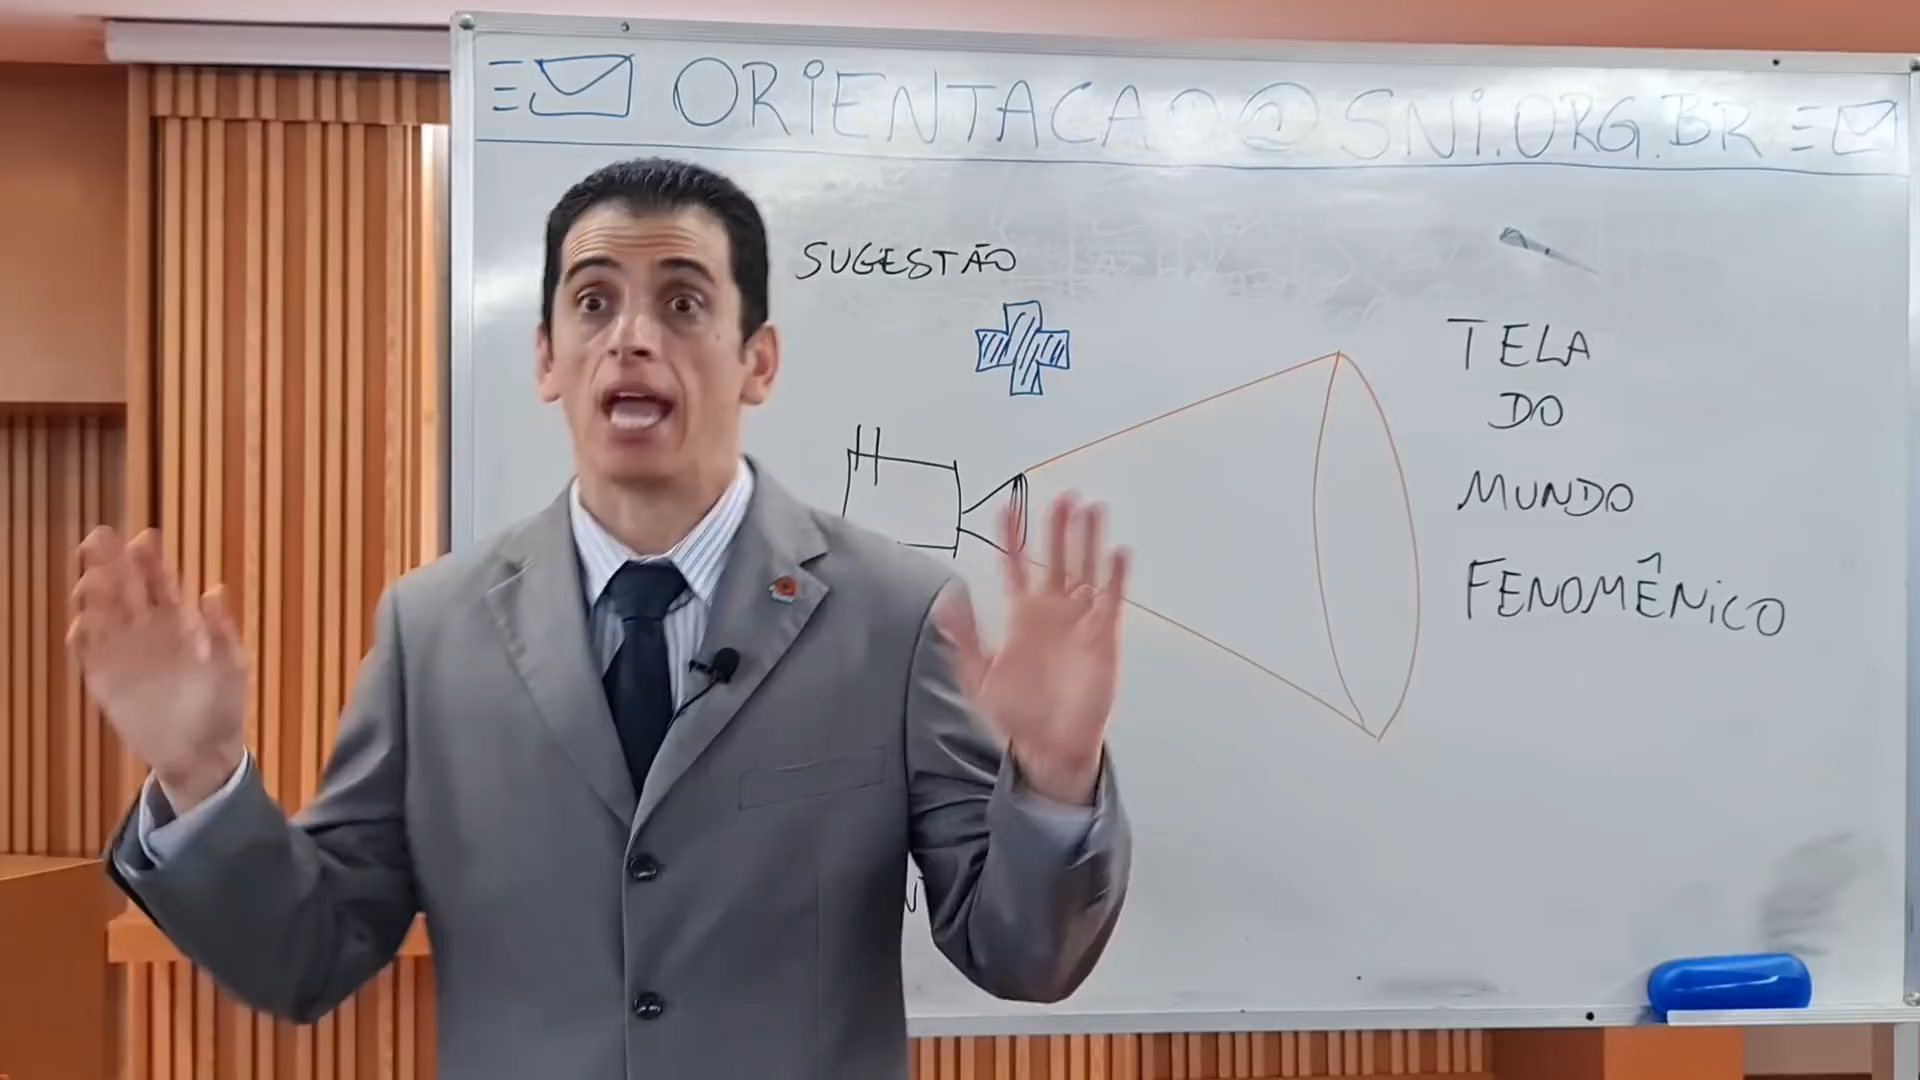 ORIENTACAO@SNI.ORG.BR
SUGESTÃO
TELA
DO
MUNDO
FENOMÊNICO